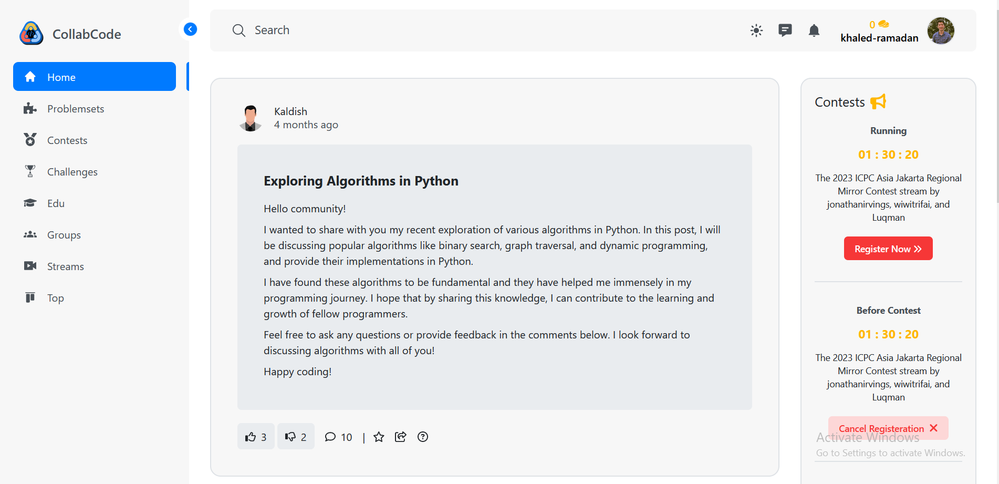 CollabCode
Home
Problemsets
Contests
Challenges
Edu
Groups
Streams
Top
Search
0
khaled-ramadan
Kaldish
4 months ago
Exploring Algorithms in Python
Hello community!
I wanted to share with you my recent exploration of various algorithms in Python. In this post, I will
be discussing popular algorithms like binary search, graph traversal, and dynamic programming,
and provide their implementations in Python.
I have found these algorithms to be fundamental and they have helped me immensely in my
programming journey. I hope that by sharing this knowledge, I can contribute to the learning and
growth of fellow programmers.
Feel free to ask any questions or provide feedback in the comments below. I look forward to
discussing algorithms with all of you!
Happy coding!
3 2 10 |
Contests
Running
01 : 30 : 20
The 2023 ICPC Asia Jakarta Regional
Mirror Contest stream by
jonathanirvings, wiwitrifai, and
Luqman
Register Now
Before Contest
01 : 30 : 20
The 2023 ICPC Asia Jakarta Regional
Mirror Contest stream by
jonathanirvings, wiwitrifai, and
Luqman
Cancel Registeration
Activate Windows
Go to Settings to activate Windows.